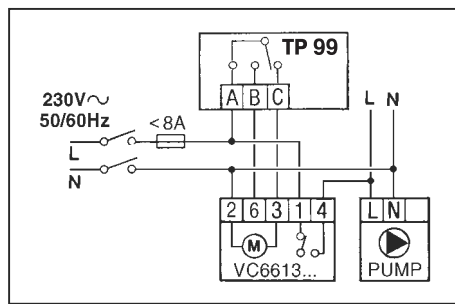 TP 99
A B C
230V~
50/60Hz
<8A
L
N
L N
2 6 3 1 4
L N
M
VC6613...
PUMP